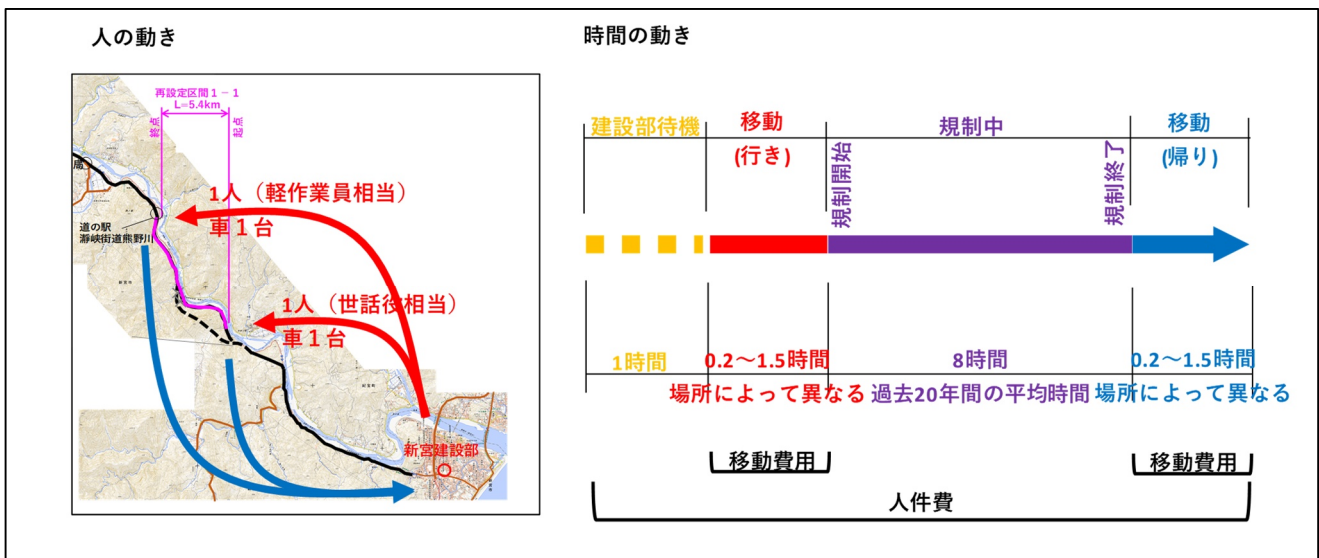 人の動き
再設定区間１－１
L=5.4km
終点
起点
1人（軽作業員相当）
車１台
道の駅
瀞峡街道熊野川
1人（世話役相当）
車１台
新宮建設部
時間の動き
建設部待機
移動
(行き)
規制中
移動
(帰り)
規制開始
規制終了
1時間
0.2～1.5時間
8時間
0.2～1.5時間
場所によって異なる
過去20年間の平均時間
場所によって異なる
移動費用
移動費用
人件費